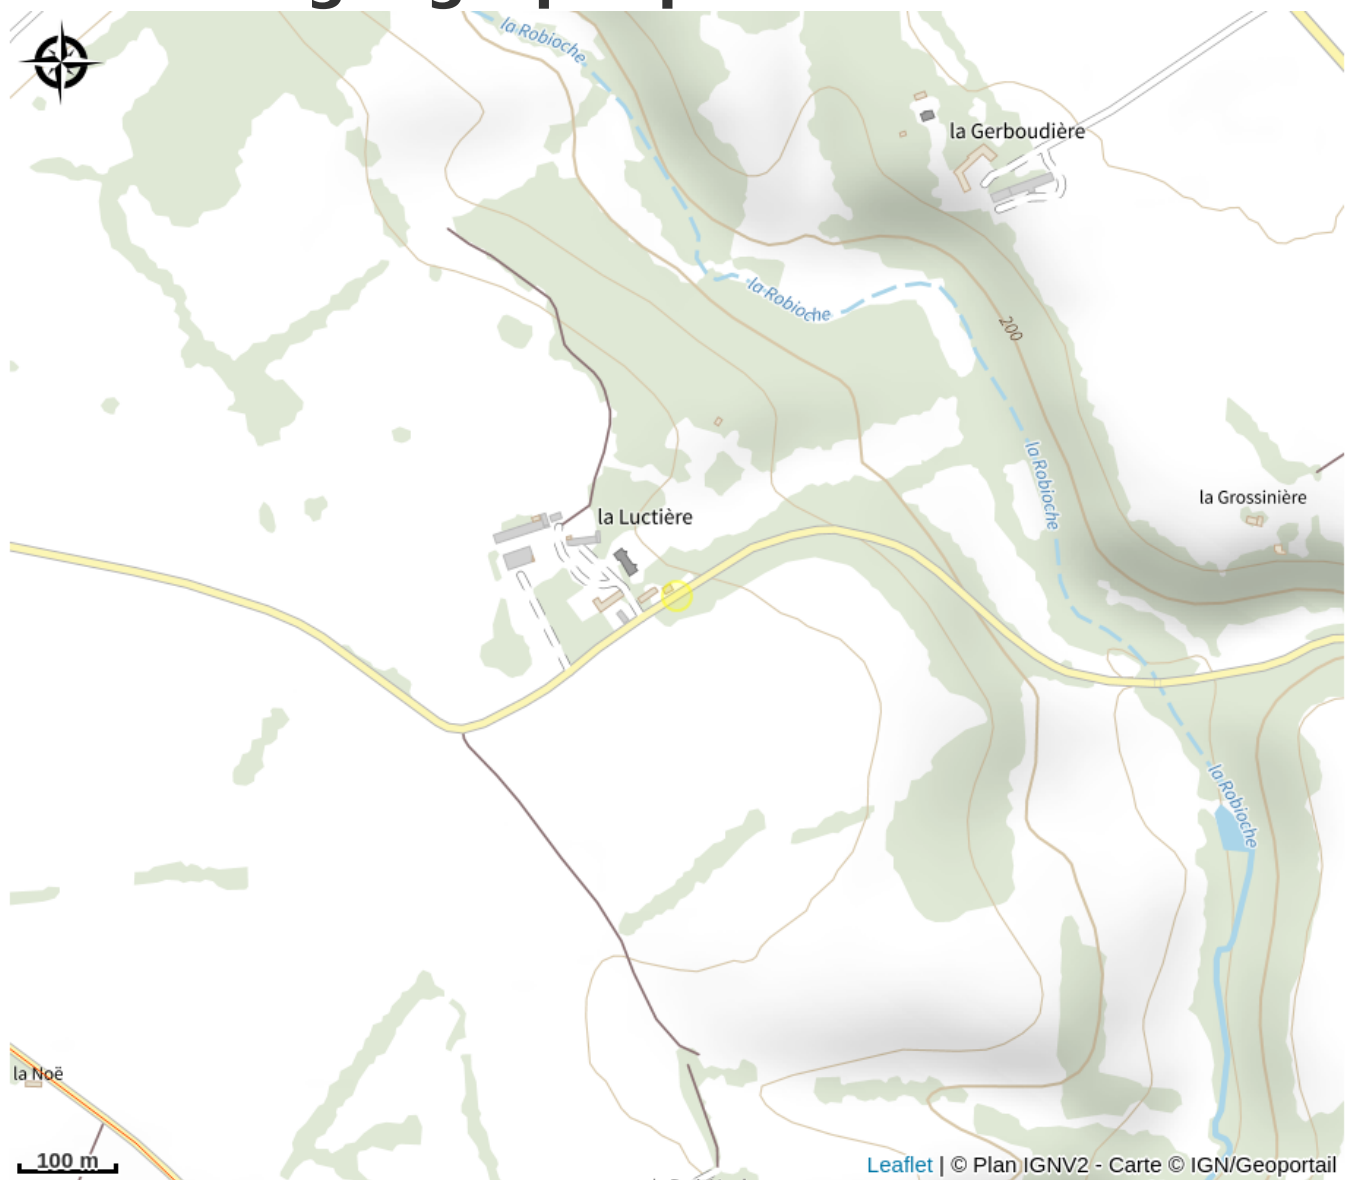 la Robioche
la Gerboudière
la Robioche
200
la Robioche
la Grossinière
la Luctière
la Robioche
la Noë
100 m
Leaflet | © Plan IGNV2 - Carte © IGN/Geoportail